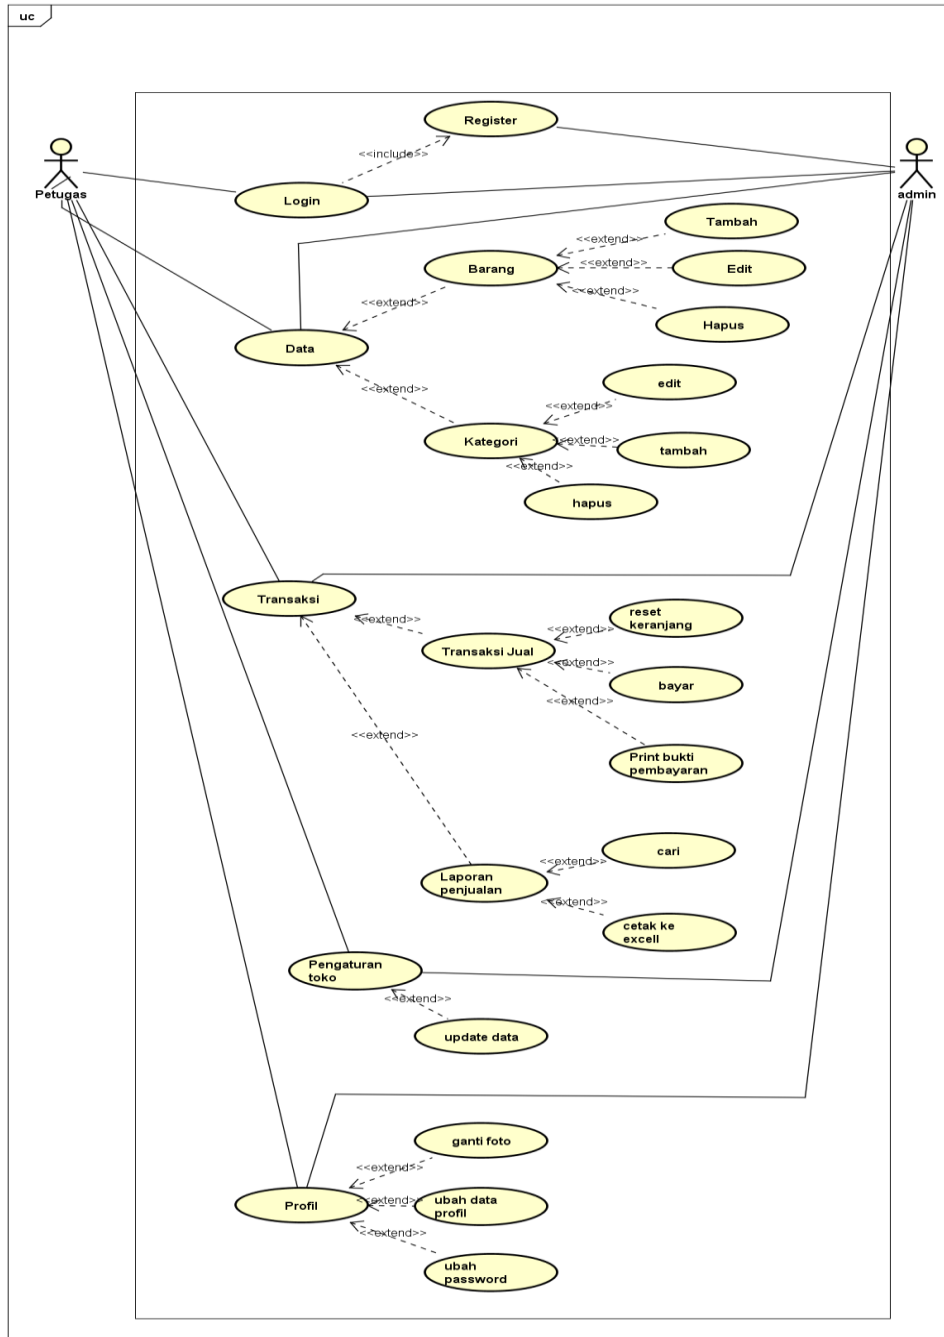 uc
Register
<<include>>
Petugas
admin
Login
Tambah
<<extend>>
Barang
<<extend>>
Edit
<<extend>>
<<extend>>
Hapus
Data
edit
<<extend>>
<<extend>>
Kategori
<<extend>>
tambah
<<extend>>
hapus
Transaksi
<<extend>>
reset
keranjang
<<extend>>
Transaksi Jual
<<extend>>
bayar
<<extend>>
<<extend>>
Print bukti
pembayaran
cari
<<extend>>
Laporan
penjualan
<<extend>>
cetak ke
excell
Pengaturan
toko
<<extend>>
update data
ganti foto
<<extend>>
Profil
<<extend>>
ubah data
profil
<<extend>>
ubah
password